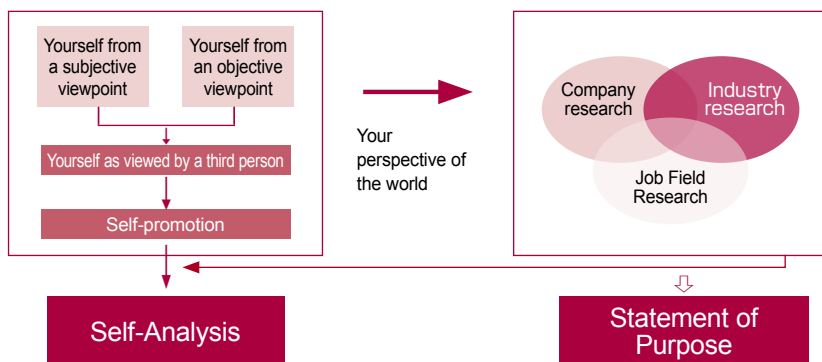 Yourself from
a subjective
viewpoint
Yourself from
an objective
viewpoint
Yourself as viewed by a third person
Self-promotion
Self-Analysis
Your
perspective of
the world
Company
research
Industry
research
Job Field
Research
Statement of
Purpose